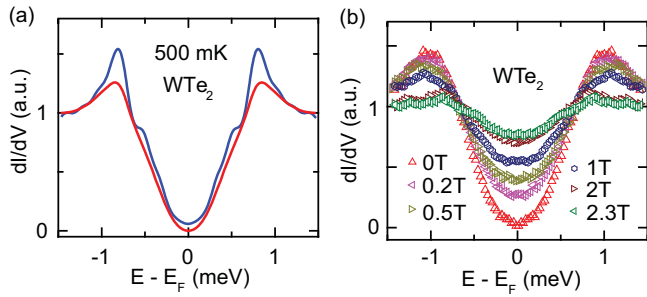 (a)
500 mK
WTe2
dI/dV (a.u.)
1
0
-1 0 1
E - EF (meV)
(b)
WTe2
dI/dV (a.u.)
1
0
0T
0.2T
0.5T
1T
2T
2.3T
-1 0 1
E - EF (meV)